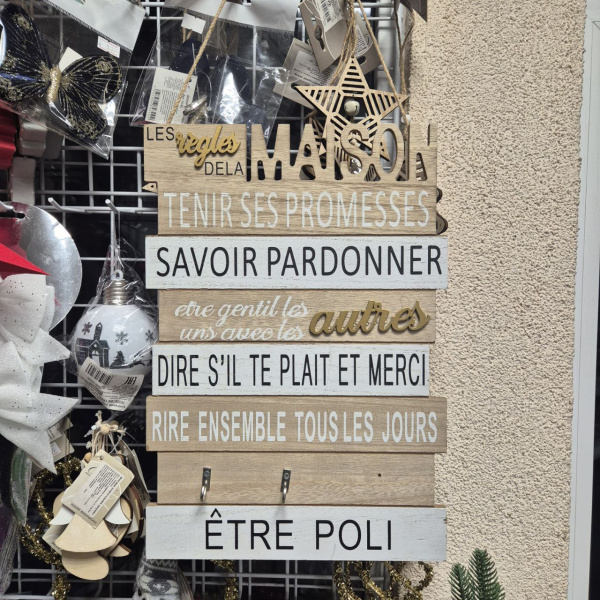 LES règles
DE LA MAISON
TENIR SES PROMESSES
SAVOIR PARDONNER
etre gentil les
uns avec les autres
DIRE S'IL TE PLAIT ET MERCI
RIRE ENSEMBLE TOUS LES JOURS
ÊTRE POLI